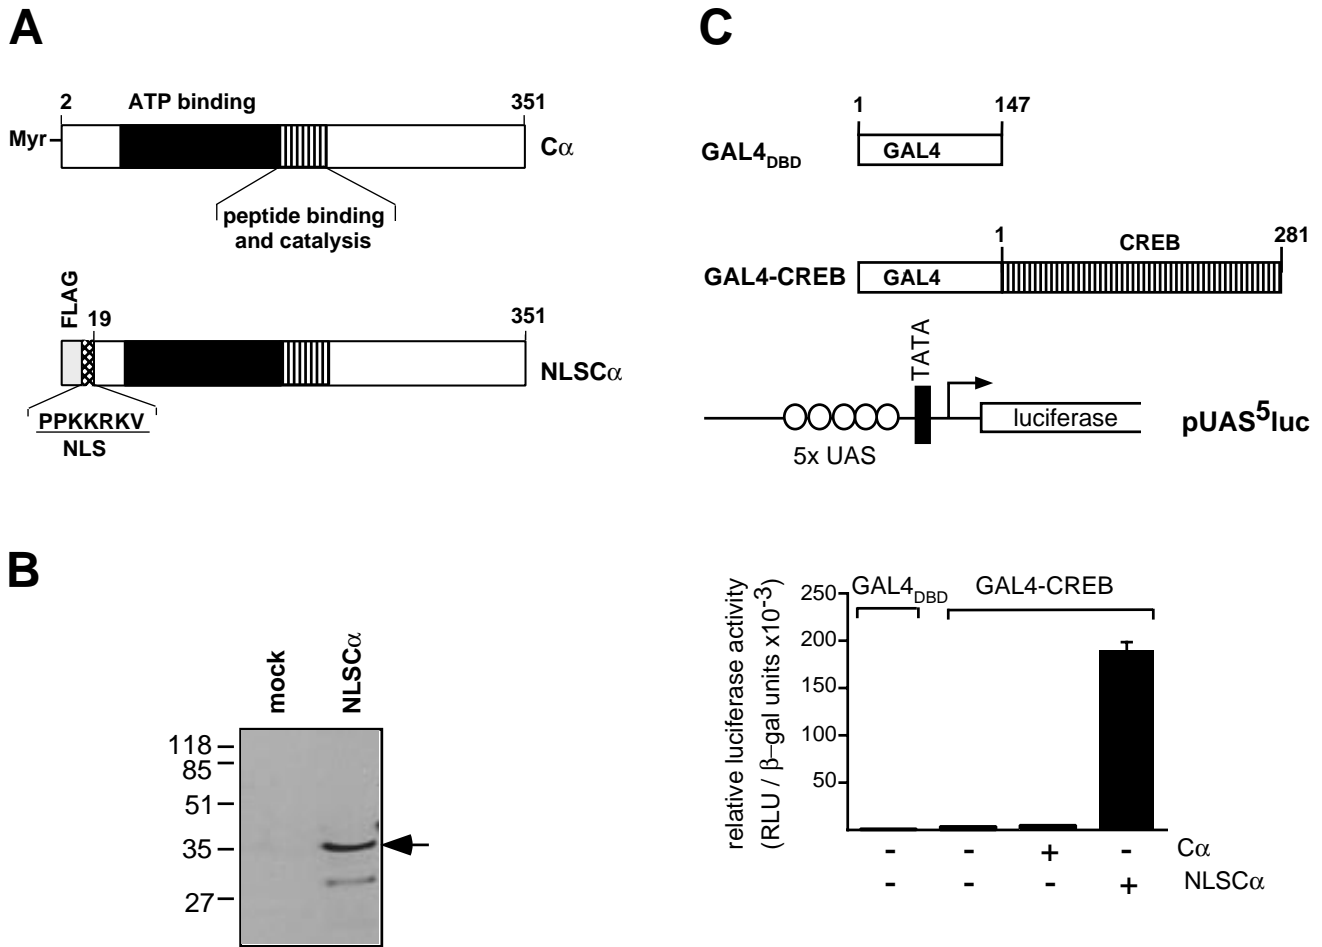 A
2 ATP binding 351
Myr
Cα
peptide binding
and catalysis
FLAG
19
351
NLSCα
PPKKRKV
NLS
B
mock
NLSCα
118
85
51
35
27
C
1 147
GAL4DBD
GAL4
1 CREB 281
GAL4-CREB
GAL4
TATA
luciferase
pUAS5luc
5x UAS
relative luciferase activity
(RLU / β–gal units x10-3)
GAL4DBD GAL4-CREB
250
200
150
100
50
- - + - Cα
- - - + NLSCα